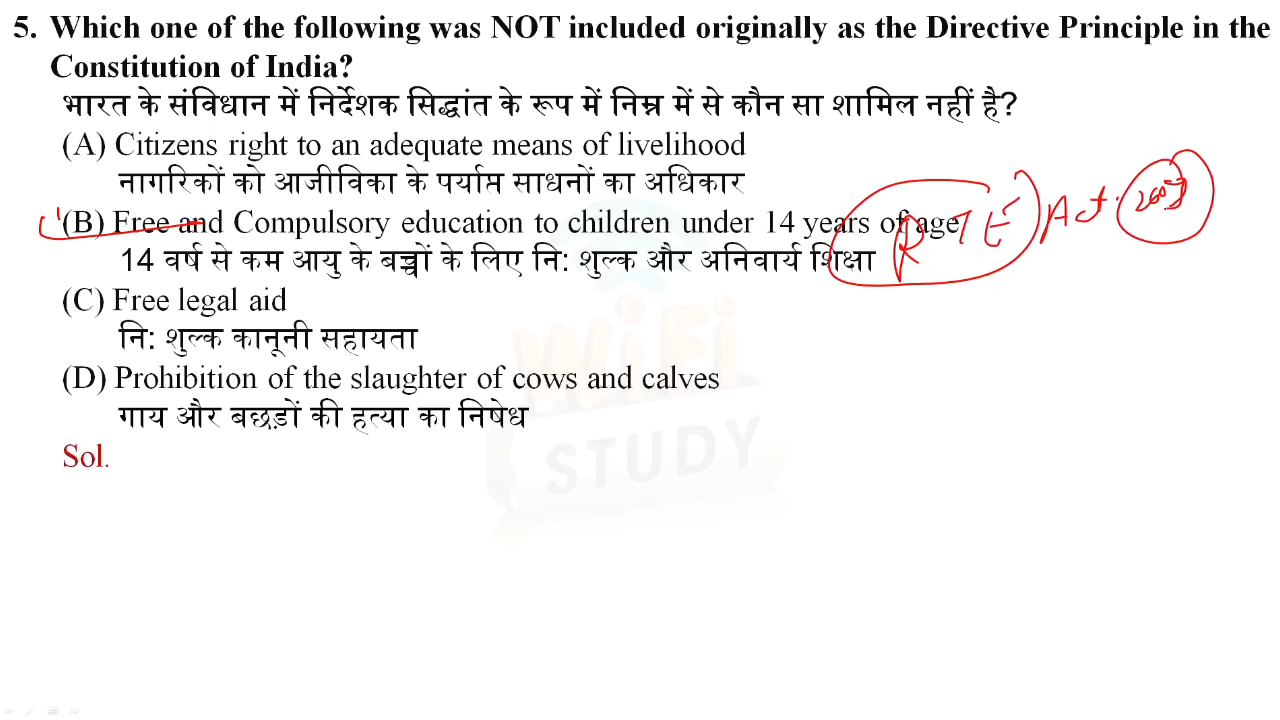 5. Which one of the following was NOT included originally as the Directive Principle in the
Constitution of India?
भारत के संविधान में निर्देशक सिद्धांत के रूप में निम्न में से कौन सा शामिल नहीं है?
(A) Citizens right to an adequate means of livelihood
नागरिकों को आजीविका के पर्याप्त साधनों का अधिकार
(B) Free and Compulsory education to children under 14 years of age
RTE Act.
14 वर्ष से कम आयु के बच्चों के लिए नि: शुल्क और अनिवार्य शिक्षा
(C) Free legal aid
नि: शुल्क कानूनी सहायता
(D) Prohibition of the slaughter of cows and calves
गाय और बछड़ों की हत्या का निषेध
Sol.
WiFi
STUDY